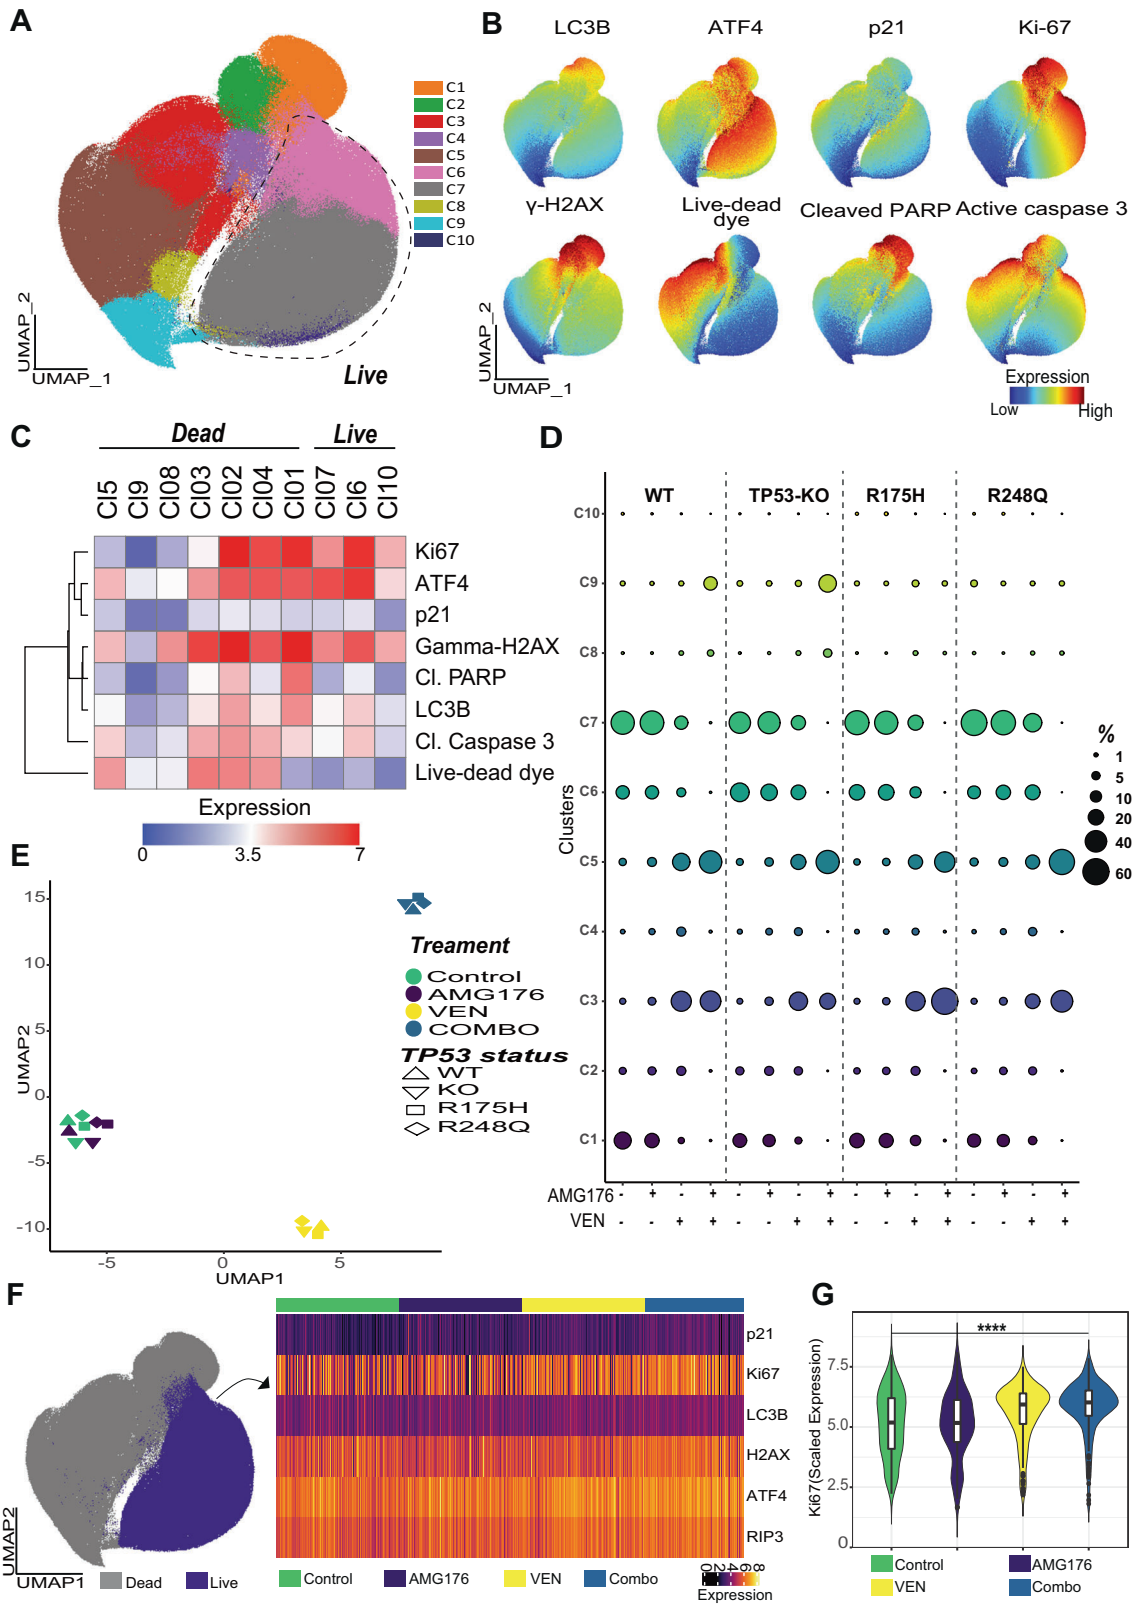 A
C1
C2
C3
C4
C5
C6
C7
C8
C9
C10
Live
UMAP_2
UMAP_1
B
LC3B
ATF4
p21
Ki-67
γ-H2AX
Live-dead
dye
Cleaved PARP
Active caspase 3
UMAP_2
UMAP_1
Expression
Low
High
C
Dead
Live
Cl5
Cl9
Cl08
Cl03
Cl02
Cl04
Cl01
Cl07
Cl6
Cl10
Ki67
ATF4
p21
Gamma-H2AX
Cl. PARP
LC3B
Cl. Caspase 3
Live-dead dye
Expression
0
3.5
7
D
WT
TP53-KO
R175H
R248Q
C10
C9
C8
C7
C6
C5
C4
C3
C2
C1
Clusters
%
1
5
10
20
40
60
AMG176 - + - + - + - + - + - + - + - +
VEN - - + + - - + + - - + + - - + +
E
15
10
5
0
-5
-10
UMAP2
-5
0
5
UMAP1
Treament
Control
AMG176
VEN
COMBO
TP53 status
WT
KO
R175H
R248Q
F
UMAP2
UMAP1
Dead
Live
p21
Ki67
LC3B
H2AX
ATF4
RIP3
Control
AMG176
VEN
Combo
0 2 4 6 8
Expression
G
****
7.5
5.0
2.5
0
Ki67(Scaled Expression)
Control
AMG176
VEN
Combo